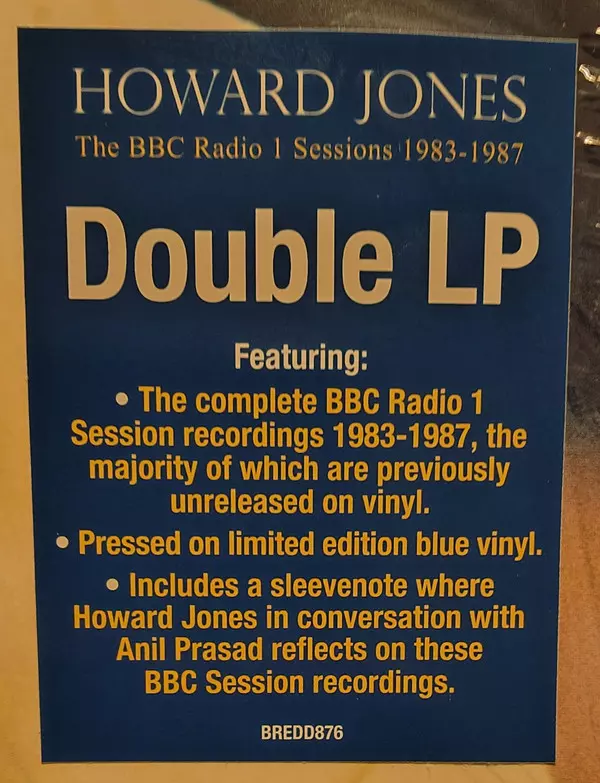 HOWARD JONES
The BBC Radio 1 Sessions 1983-1987
Double LP
Featuring:
• The complete BBC Radio 1
Session recordings 1983-1987, the
majority of which are previously
unreleased on vinyl.
• Pressed on limited edition blue vinyl.
• Includes a sleevenote where
Howard Jones in conversation with
Anil Prasad reflects on these
BBC Session recordings.
BREDD876